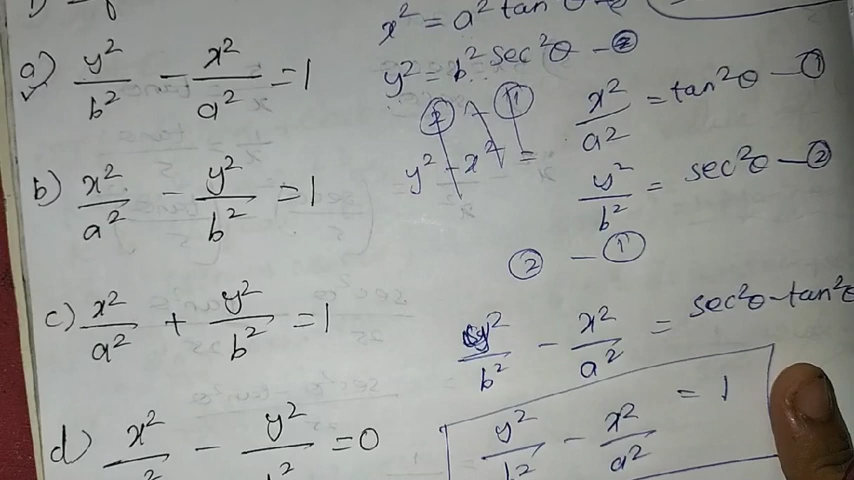 a) y²/b² - x²/a² = 1
b) x²/a² - y²/b² = 1
c) x²/a² + y²/b² = 1
d) x²/ - y²/ = 0
x² = a² tan
y² = b² sec²θ - ②
② - ①
y² - x² =
x²/a² = tan²θ - ①
y²/b² = sec²θ - ②
② - ①
y²/b² - x²/a² = sec²θ - tan²θ
y²/b² - x²/a² = 1